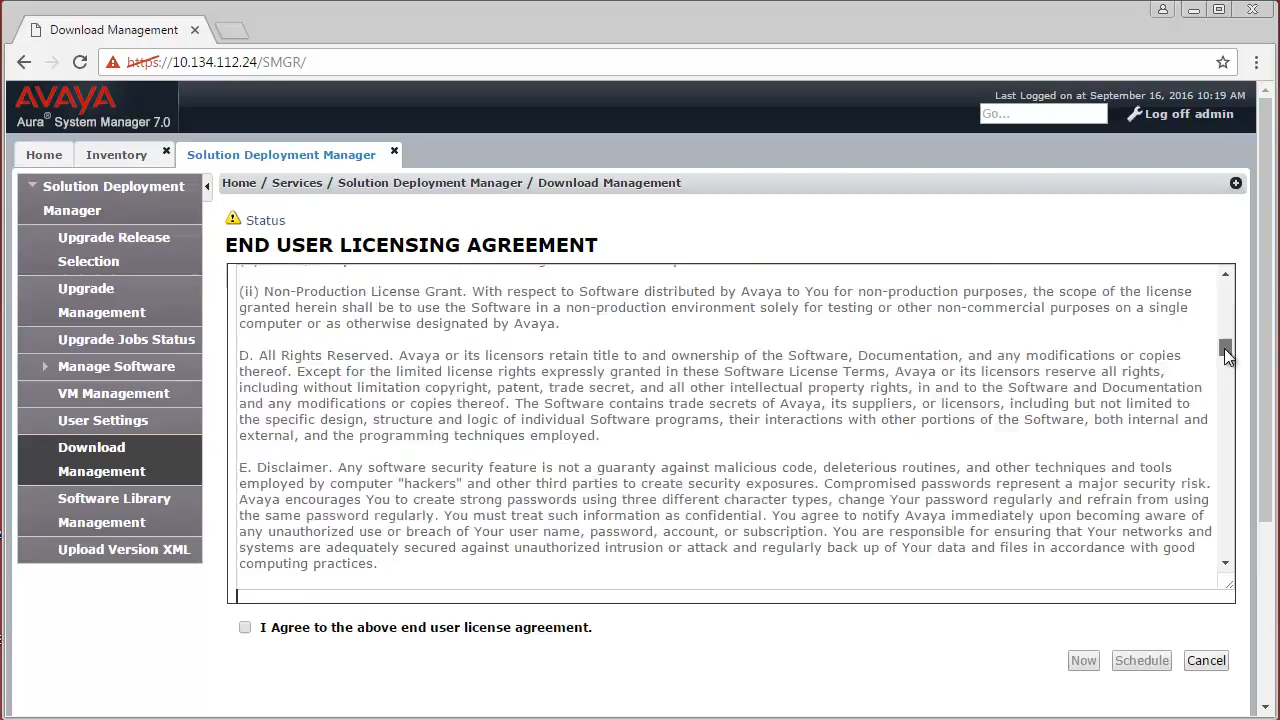 Download Management
https://10.134.112.24/SMGR/
AVAYA
Aura® System Manager 7.0
Last Logged on at September 16, 2016 10:19 AM
Go...
Log off admin
Home
Inventory
Solution Deployment Manager
Solution Deployment
Manager
Upgrade Release
Selection
Upgrade
Management
Upgrade Jobs Status
Manage Software
VM Management
User Settings
Download
Management
Software Library
Management
Upload Version XML
Home / Services / Solution Deployment Manager / Download Management
Status
END USER LICENSING AGREEMENT
(ii) Non-Production License Grant. With respect to Software distributed by Avaya to You for non-production purposes, the scope of the license
granted herein shall be to use the Software in a non-production environment solely for testing or other non-commercial purposes on a single
computer or as otherwise designated by Avaya.
D. All Rights Reserved. Avaya or its licensors retain title to and ownership of the Software, Documentation, and any modifications or copies
thereof. Except for the limited license rights expressly granted in these Software License Terms, Avaya or its licensors reserve all rights,
including without limitation copyright, patent, trade secret, and all other intellectual property rights, in and to the Software and Documentation
and any modifications or copies thereof. The Software contains trade secrets of Avaya, its suppliers, or licensors, including but not limited to
the specific design, structure and logic of individual Software programs, their interactions with other portions of the Software, both internal and
external, and the programming techniques employed.
E. Disclaimer. Any software security feature is not a guaranty against malicious code, deleterious routines, and other techniques and tools
employed by computer "hackers" and other third parties to create security exposures. Compromised passwords represent a major security risk.
Avaya encourages You to create strong passwords using three different character types, change Your password regularly and refrain from using
the same password regularly. You must treat such information as confidential. You agree to notify Avaya immediately upon becoming aware of
any unauthorized use or breach of Your user name, password, account, or subscription. You are responsible for ensuring that Your networks and
systems are adequately secured against unauthorized intrusion or attack and regularly back up of Your data and files in accordance with good
computing practices.
I Agree to the above end user license agreement.
Now
Schedule
Cancel